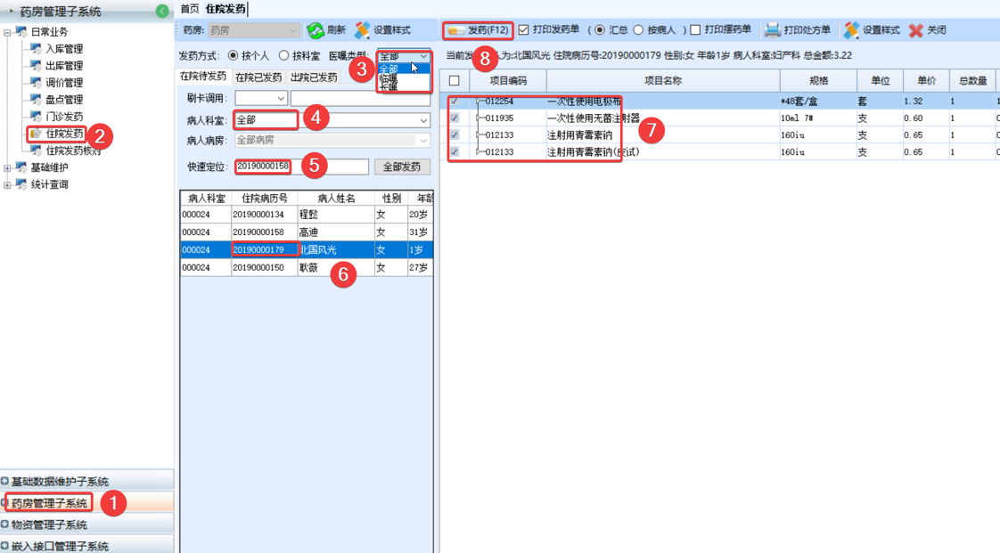 药房管理子系统
日常业务
入库管理
出库管理
调价管理
盘点管理
门诊发药
住院发药
2
住院发药核对
基础维护
统计查询
基础数据维护子系统
药房管理子系统
1
物资管理子系统
嵌入接口管理子系统
首页 住院发药
药房: 药房 刷新 设置样式
发药方式: 按个人 按科室 医嘱类型: 全部
全部
临嘱
长嘱
3
在院待发药 在院已发药 出院已发药
刷卡调用:
病人科室: 全部 4
病人病房: 全部病房
快速定位: 20190000158 5 全部发药
病人科室 住院病历号 病人姓名 性别 年龄
000024 20190000134 程懿 女 20岁
000024 20190000158 高迪 女 31岁
000024 20190000179 北国风光 女 1岁
000024 20190000150 耿薇 女 27岁
6
发药(F12) 打印发药单 ( 汇总 按病人 ) 打印摆药单 打印处方单 设置样式 关闭
当前发 8 人为:北国风光 住院病历号:20190000179 性别:女 年龄1岁 病人科室:妇产科 总金额:3.22
项目编码 项目名称 规格 单位 单价 总数量
012254 一次性使用电极布 *48套/盒 套 1.32 1
011935 一次性使用无菌注射器 10ml 7# 支 0.60 1
7
012133 注射用青霉素钠 160iu 支 0.65 1
012133 注射用青霉素钠(皮试) 160iu 支 0.65 1